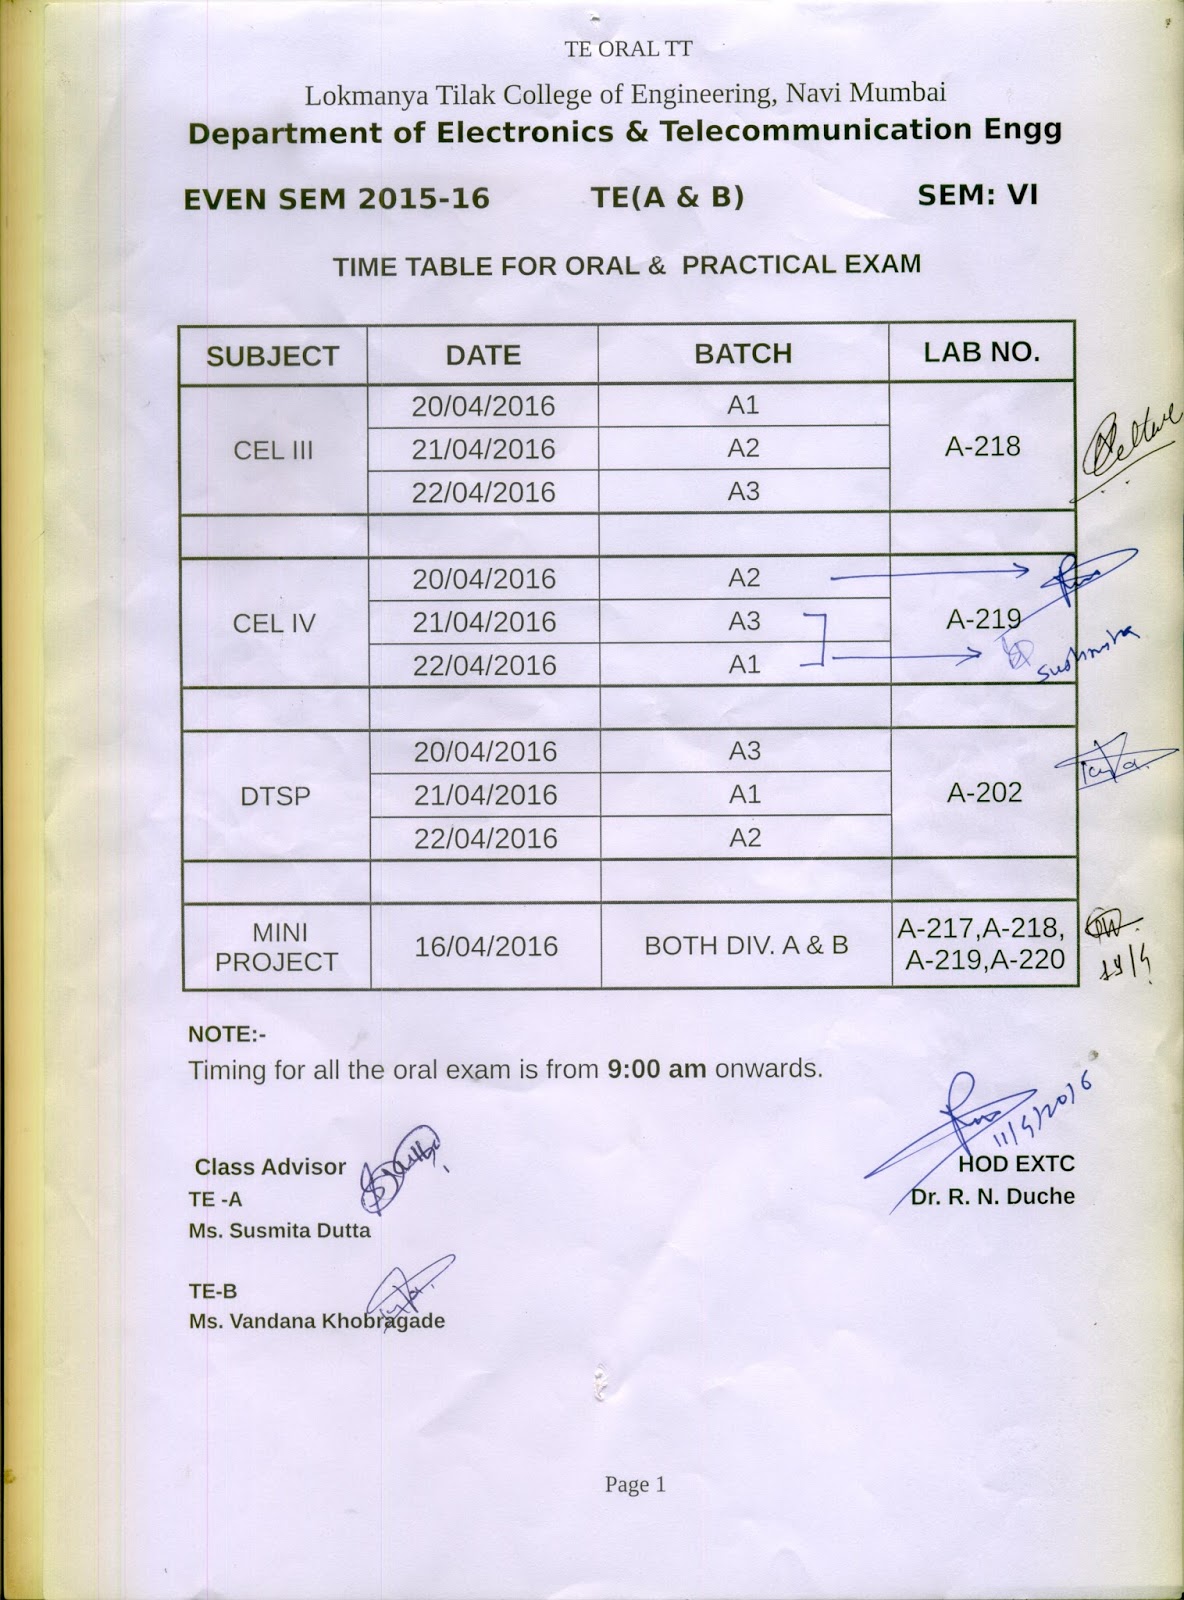 TE ORAL TT
Lokmanya Tilak College of Engineering, Navi Mumbai
Department of Electronics & Telecommunication Engg
EVEN SEM 2015-16 TE(A & B) SEM: VI
TIME TABLE FOR ORAL & PRACTICAL EXAM
SUBJECT DATE BATCH LAB NO.
CEL III A-218
20/04/2016 A1
21/04/2016 A2
22/04/2016 A3
CEL IV A-219
20/04/2016 A2
21/04/2016 A3
22/04/2016 A1
Sushmita
DTSP A-202
20/04/2016 A3
21/04/2016 A1
22/04/2016 A2
MINI
PROJECT
16/04/2016 BOTH DIV. A & B
A-217,A-218,
A-219,A-220
NOTE:-
Timing for all the oral exam is from 9:00 am onwards.
11/4/2016
Class Advisor
TE -A
Ms. Susmita Dutta
HOD EXTC
Dr. R. N. Duche
TE-B
Ms. Vandana Khobragade
Page 1